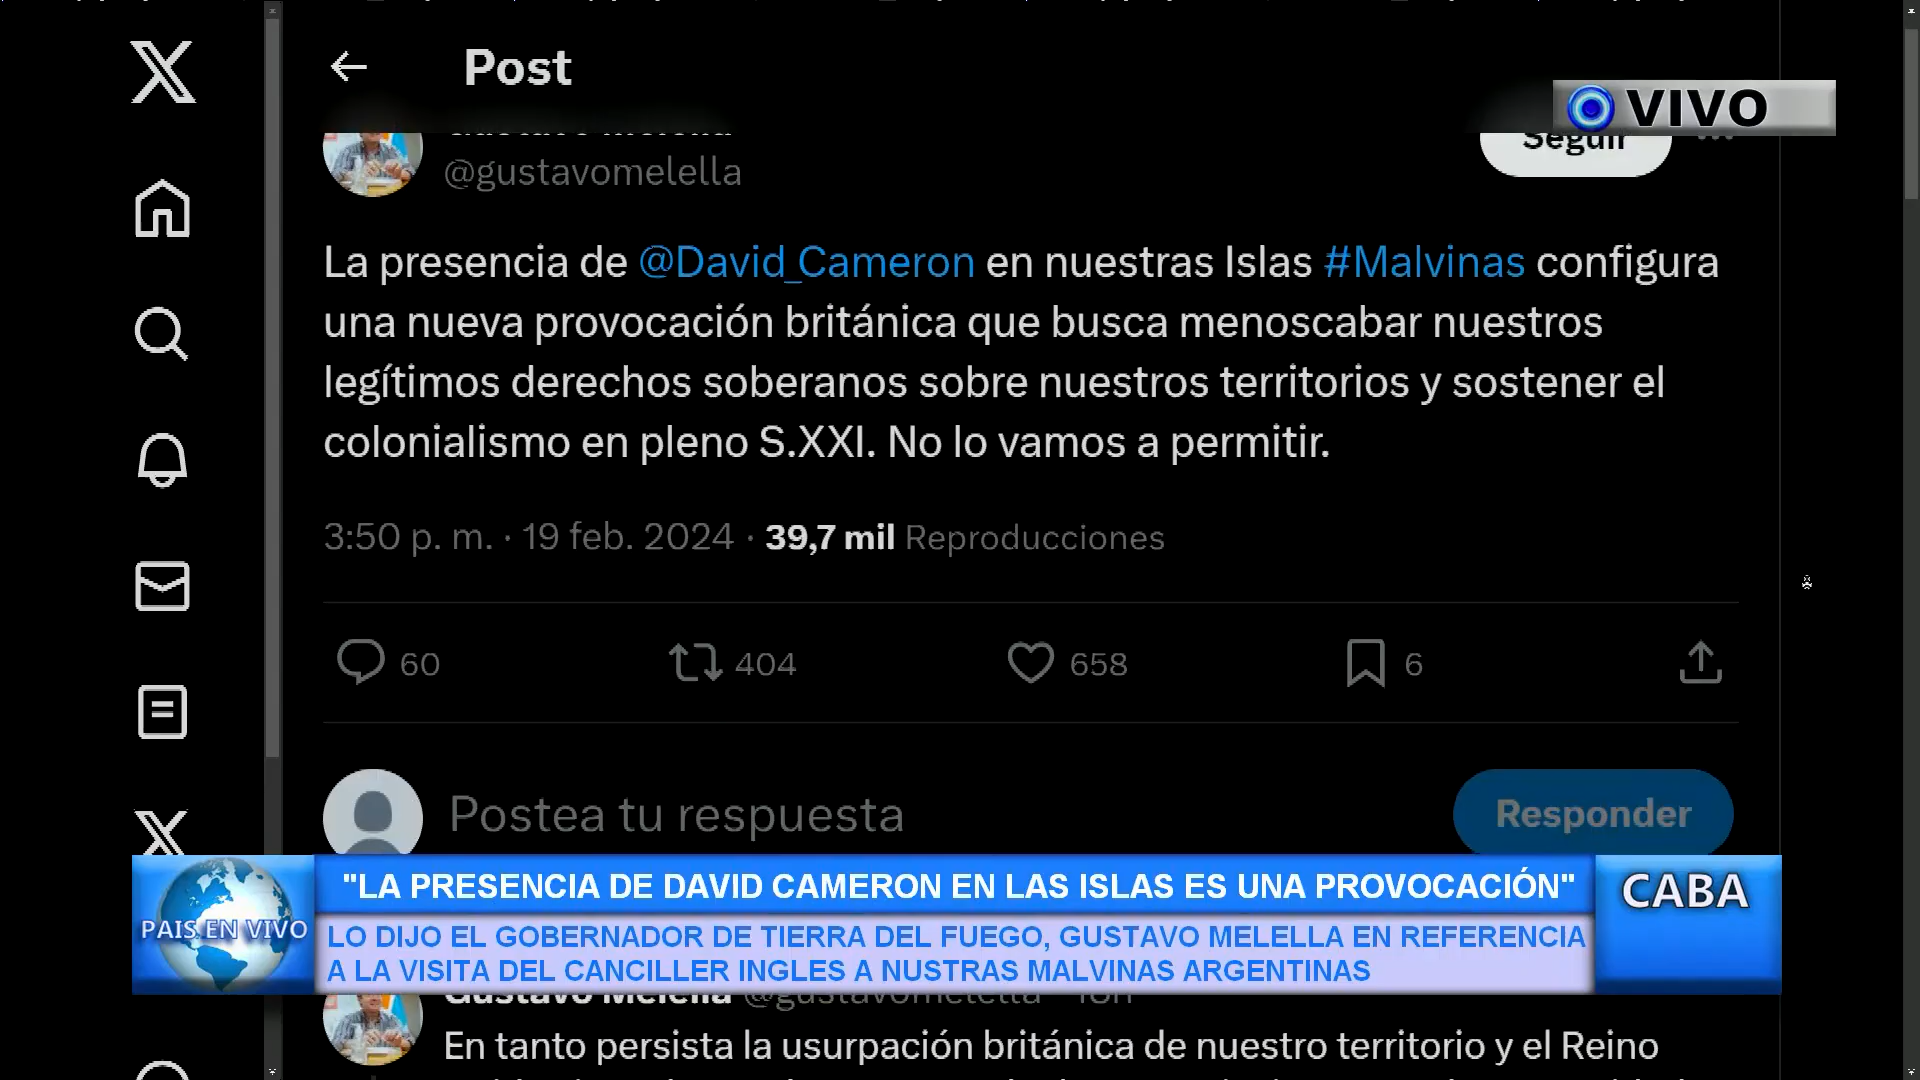 Post
VIVO
Seguir
@gustavomelella
La presencia de @David_Cameron en nuestras Islas #Malvinas configura
una nueva provocación británica que busca menoscabar nuestros
legítimos derechos soberanos sobre nuestros territorios y sostener el
colonialismo en pleno S.XXI. No lo vamos a permitir.
3:50 p. m. · 19 feb. 2024 · 39,7 mil Reproducciones
60 404 658 6
Postea tu respuesta
Responder
"LA PRESENCIA DE DAVID CAMERON EN LAS ISLAS ES UNA PROVOCACIÓN"
CABA
PAIS EN VIVO
LO DIJO EL GOBERNADOR DE TIERRA DEL FUEGO, GUSTAVO MELELLA EN REFERENCIA
A LA VISITA DEL CANCILLER INGLES A NUSTRAS MALVINAS ARGENTINAS
Gustavo Melella @gustavomelella
En tanto persista la usurpación británica de nuestro territorio y el Reino